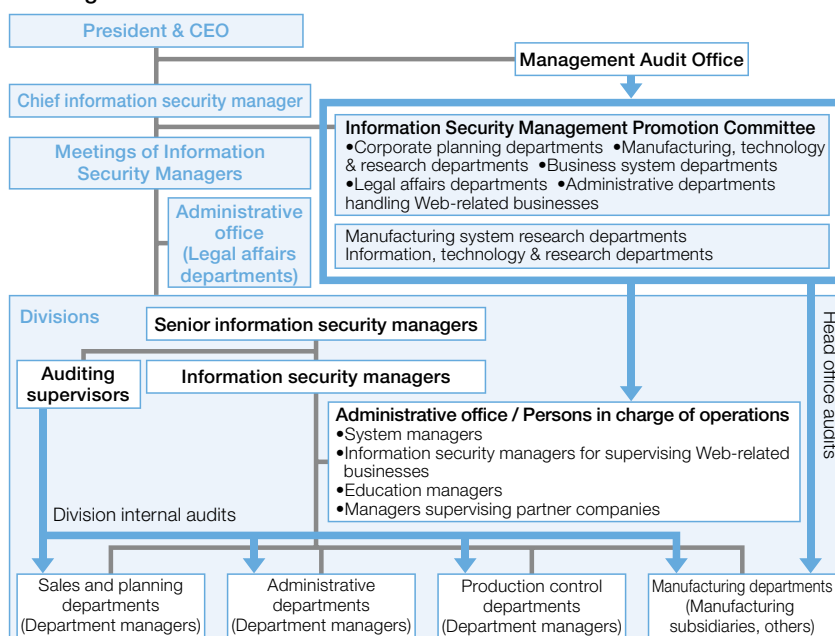 President & CEO
Management Audit Office
Chief information security manager
Information Security Management Promotion Committee
•Corporate planning departments •Manufacturing, technology
& research departments •Business system departments
•Legal affairs departments •Administrative departments
handling Web-related businesses
Meetings of Information
Security Managers
Administrative
office
(Legal affairs
departments)
Manufacturing system research departments
Information, technology & research departments
Divisions
Senior information security managers
Head office audits
Auditing
supervisors
Information security managers
Administrative office / Persons in charge of operations
•System managers
•Information security managers for supervising Web-related
businesses
•Education managers
•Managers supervising partner companies
Division internal audits
Sales and planning
departments
(Department managers)
Administrative
departments
(Department managers)
Production control
departments
(Department managers)
Manufacturing departments
(Manufacturing
subsidiaries, others)